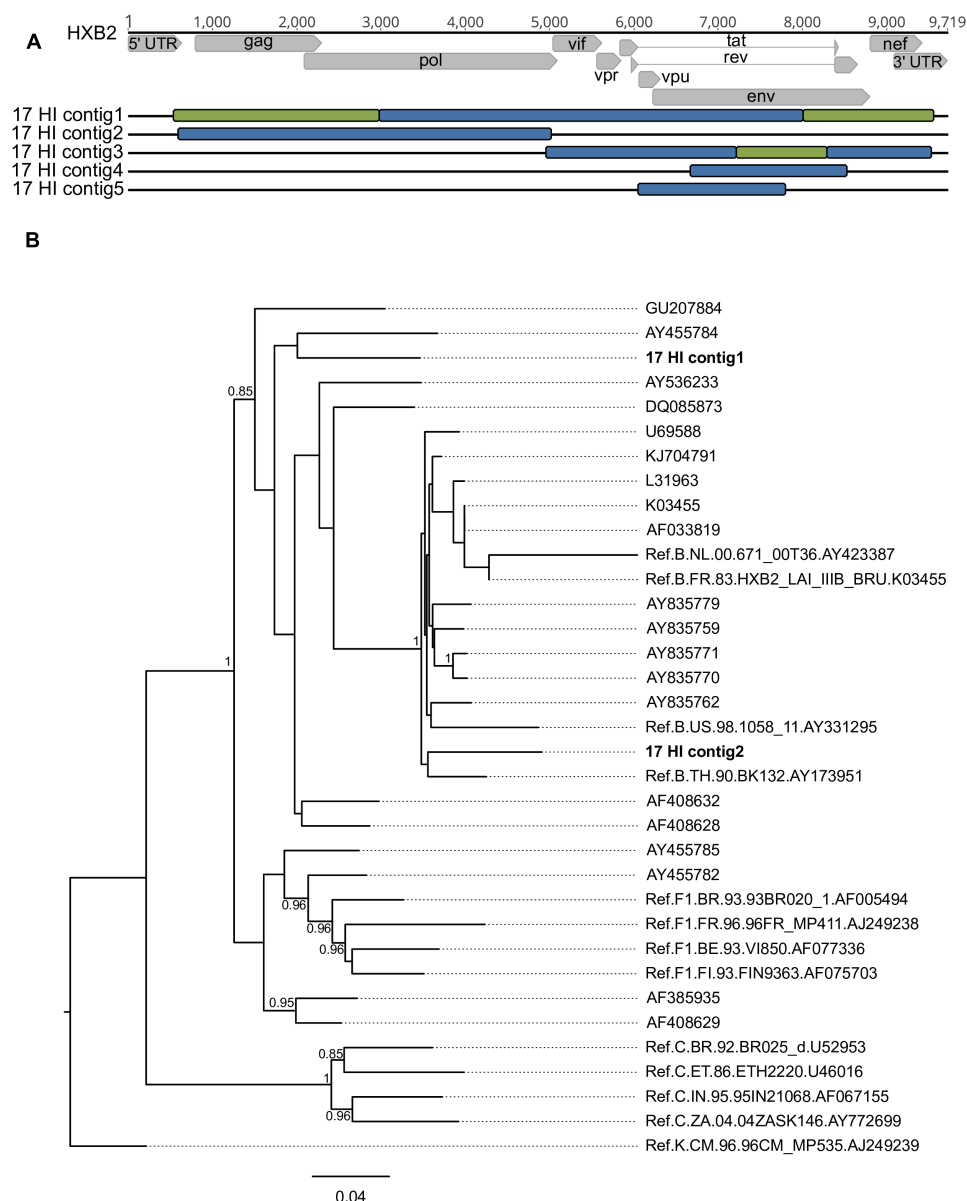 1,000 2,000 3,000 4,000 5,000 6,000 7,000 8,000 9,000 9,719
A HXB2
5' UTR gag vif tat nef
pol vpr rev 3' UTR
vpu
env
17 HI contig1
17 HI contig2
17 HI contig3
17 HI contig4
17 HI contig5
B
GU207884
AY455784
17 HI contig1
AY536233
0.85
DQ085873
U69588
KJ704791
L31963
K03455
AF033819
Ref.B.NL.00.671_00T36.AY423387
Ref.B.FR.83.HXB2_LAI_IIIB_BRU.K03455
AY835779
AY835759
1
AY835771
1
1
AY835770
AY835762
Ref.B.US.98.1058_11.AY331295
17 HI contig2
Ref.B.TH.90.BK132.AY173951
AF408632
AF408628
AY455785
AY455782
0.96
Ref.F1.BR.93.93BR020_1.AF005494
0.96
Ref.F1.FR.96.96FR_MP411.AJ249238
0.96
Ref.F1.BE.93.VI850.AF077336
Ref.F1.FI.93.FIN9363.AF075703
0.95
AF385935
AF408629
Ref.C.BR.92.BR025_d.U52953
0.85
Ref.C.ET.86.ETH2220.U46016
1
Ref.C.IN.95.95IN21068.AF067155
0.96
Ref.C.ZA.04.04ZASK146.AY772699
Ref.K.CM.96.96CM_MP535.AJ249239
0.04